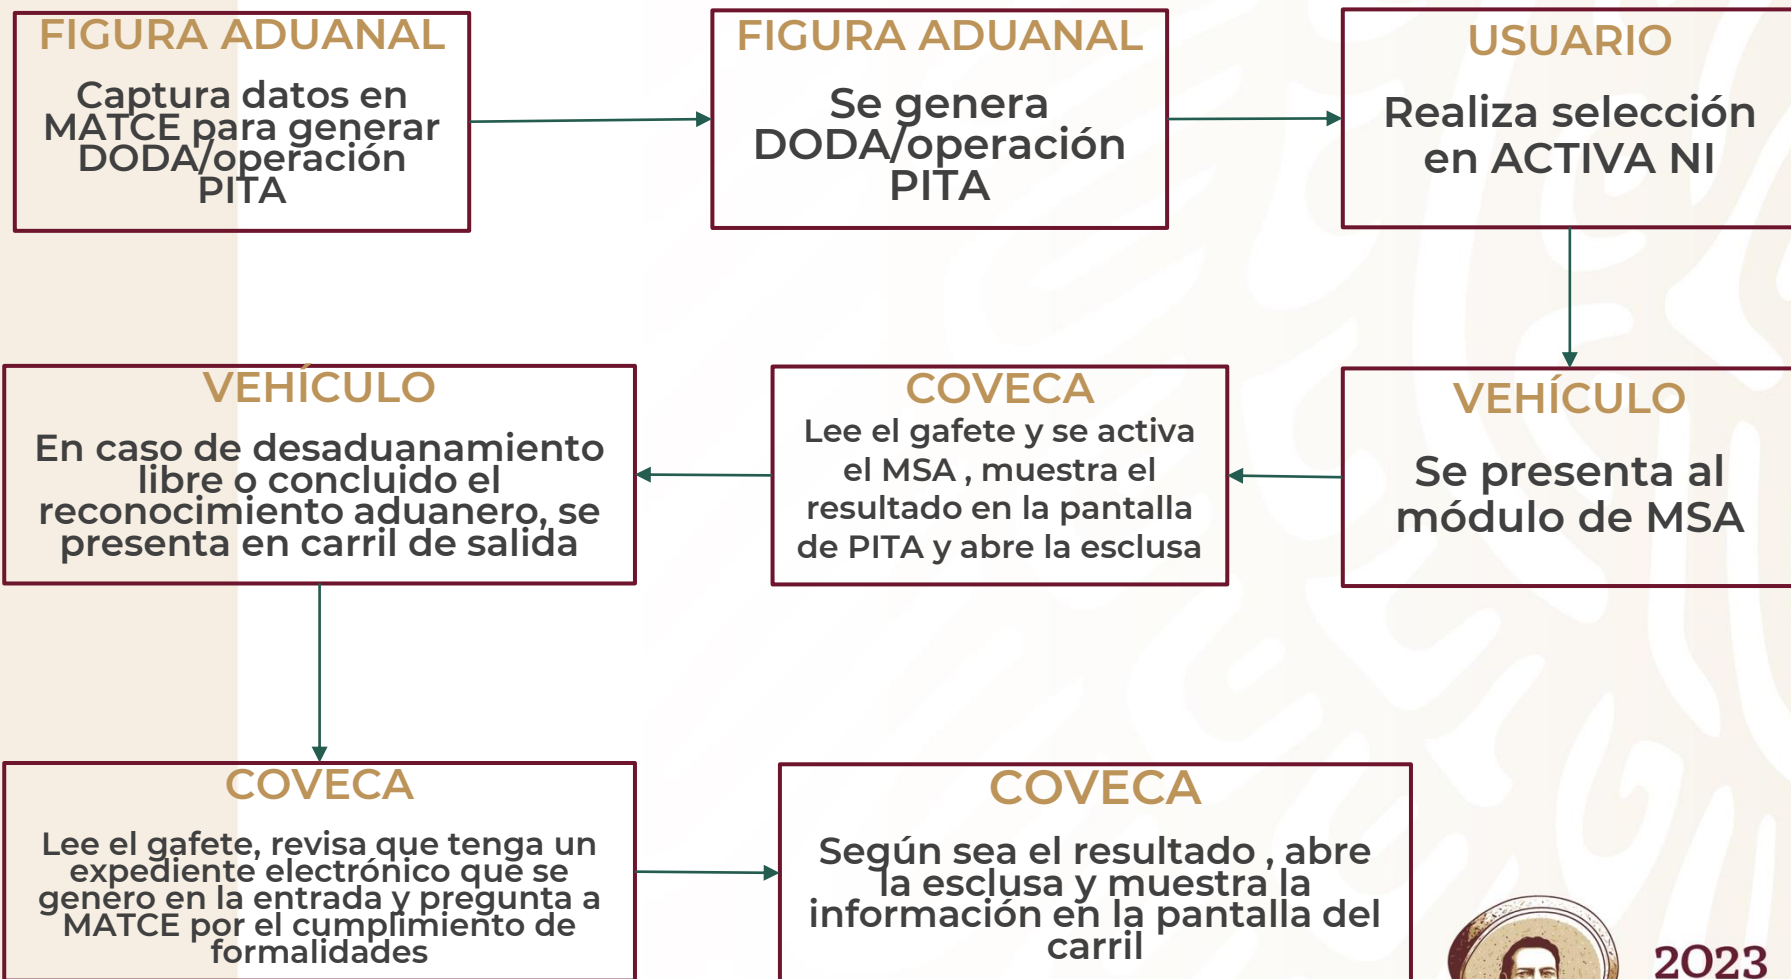 FIGURA ADUANAL
Captura datos en
MATCE para generar
DODA/operación
PITA
FIGURA ADUANAL
Se genera
DODA/operación
PITA
USUARIO
Realiza selección
en ACTIVA NI
VEHÍCULO
Se presenta al
módulo de MSA
COVECA
Lee el gafete y se activa
el MSA , muestra el
resultado en la pantalla
de PITA y abre la esclusa
VEHÍCULO
En caso de desaduanamiento
libre o concluido el
reconocimiento aduanero, se
presenta en carril de salida
COVECA
Lee el gafete, revisa que tenga un
expediente electrónico que se
genero en la entrada y pregunta a
MATCE por el cumplimiento de
formalidades
COVECA
Según sea el resultado , abre
la esclusa y muestra la
información en la pantalla del
carril
2023